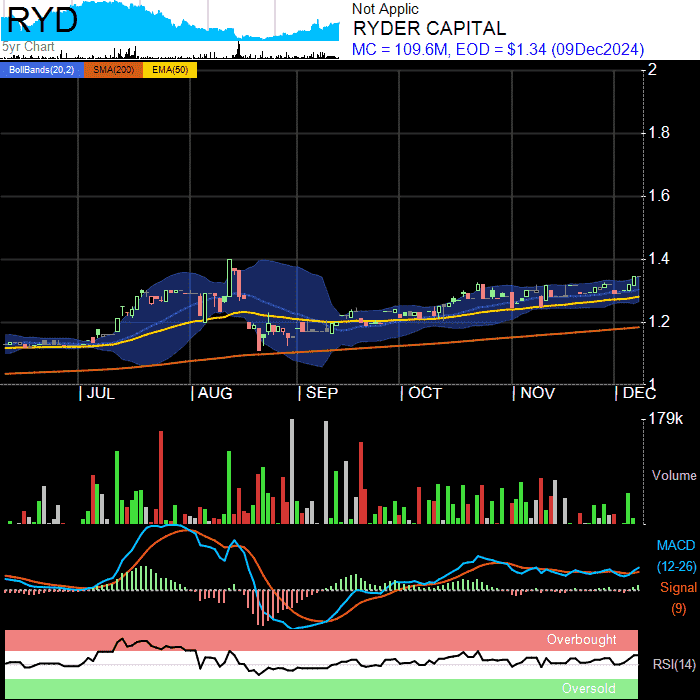 RYD
Not Applic
RYDER CAPITAL
5yr Chart
MC = 109.6M, EOD = $1.34 (09Dec2024)
BollBands(20,2) SMA(200) EMA(50)
2
1.8
1.6
1.4
1.2
1
JUL AUG SEP OCT NOV DEC
179k
Volume
MACD
(12-26)
Signal
(9)
Overbought
RSI(14)
Oversold